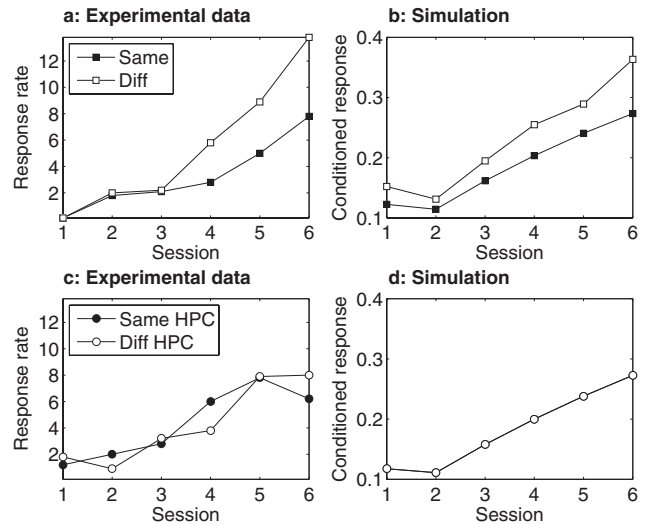 a: Experimental data
Response rate
12
10
8
6
4
2
Same
Diff
1 2 3 4 5 6
Session
b: Simulation
Conditioned response
0.4
0.3
0.2
0.1
1 2 3 4 5 6
Session
c: Experimental data
Response rate
12
10
8
6
4
2
Same HPC
Diff HPC
1 2 3 4 5 6
Session
d: Simulation
Conditioned response
0.4
0.3
0.2
0.1
1 2 3 4 5 6
Session